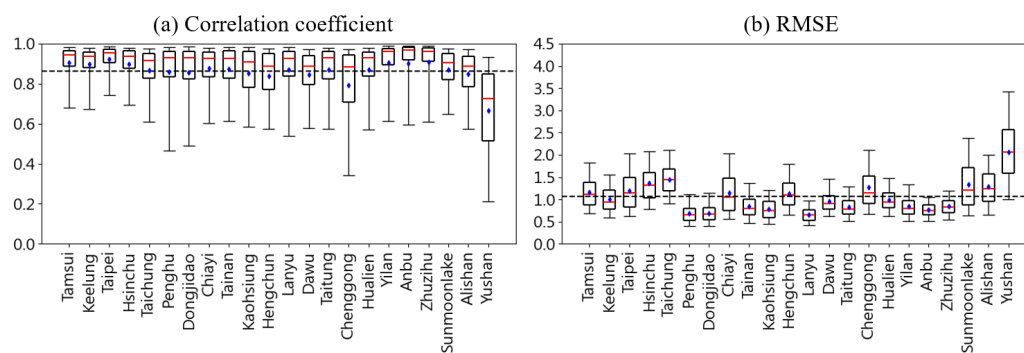 (a) Correlation coefficient
(b) RMSE
1.0
0.8
0.6
0.4
0.2
0.0
Tamsui
Keelung
Taipei
Hsinchu
Taichung
Penghu
Dongjidao
Chiayi
Tainan
Kaohsiung
Hengchun
Lanyu
Dawu
Taitung
Chenggong
Hualien
Yilan
Anbu
Zhuzihu
Sunmoonlake
Alishan
Yushan
4.5
4.0
3.5
3.0
2.5
2.0
1.5
1.0
0.5
0.0
Tamsui
Keelung
Taipei
Hsinchu
Taichung
Penghu
Dongjidao
Chiayi
Tainan
Kaohsiung
Hengchun
Lanyu
Dawu
Taitung
Chenggong
Hualien
Yilan
Anbu
Zhuzihu
Sunmoonlake
Alishan
Yushan